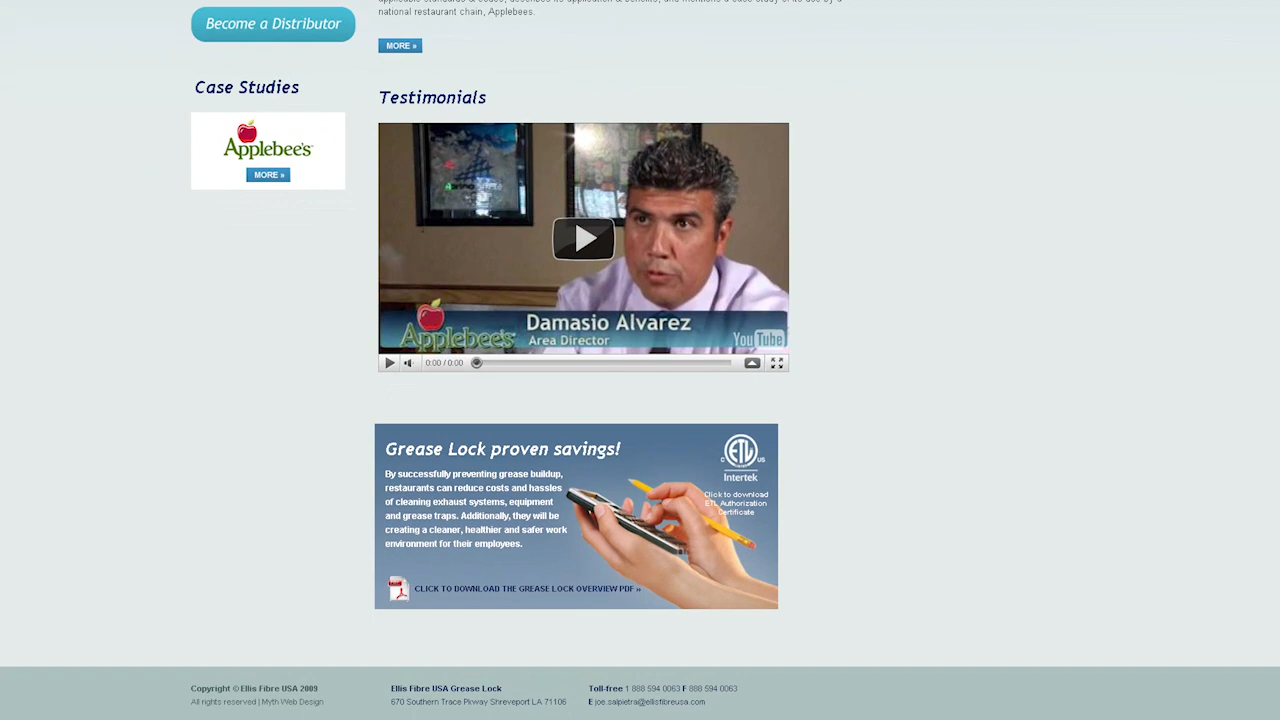 national restaurant chain, Applebees.
Become a Distributor
MORE »
Case Studies
Applebee's
MORE »
Testimonials
Applebee's
Damasio Alvarez
Area Director
YouTube
0:00 / 0:00
Grease Lock proven savings!
By successfully preventing grease buildup,
restaurants can reduce costs and hassles
of cleaning exhaust systems, equipment
and grease traps. Additionally, they will be
creating a cleaner, healthier and safer work
environment for their employees.
C ETL US
Intertek
Click to download
ETL Authorization
Certificate
CLICK TO DOWNLOAD THE GREASE LOCK OVERVIEW PDF »
Copyright © Ellis Fibre USA 2009
All rights reserved | Myth Web Design
Ellis Fibre USA Grease Lock
670 Southern Trace Pkway Shreveport LA 71106
Toll-free 1 888 594 0063 F 888 594 0063
E joe.salpietra@ellisfibreusa.com